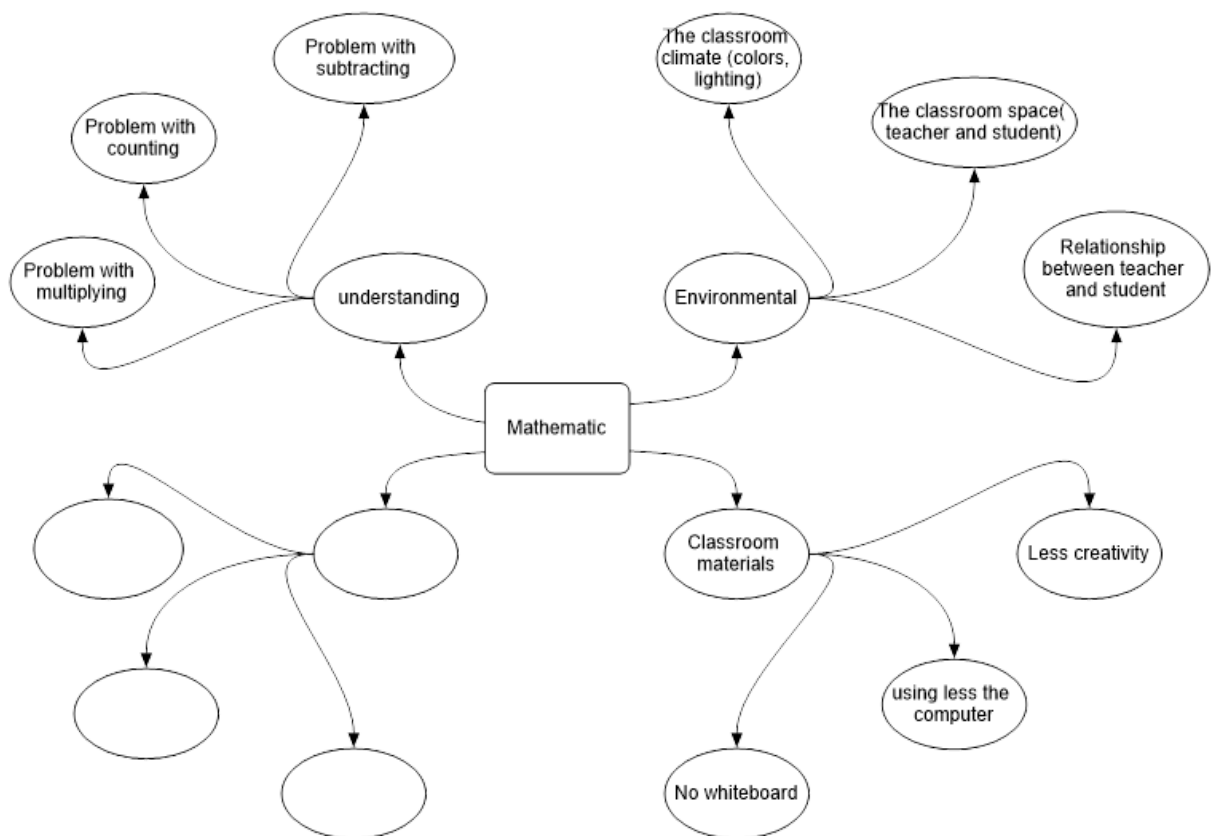 Problem with
subtracting
The classroom
climate (colors,
lighting)
Problem with
counting
The classroom space(
teacher and student)
Problem with
multiplying
understanding
Environmental
Relationship
between teacher
and student
Mathematic
Classroom
materials
Less creativity
using less the
computer
No whiteboard